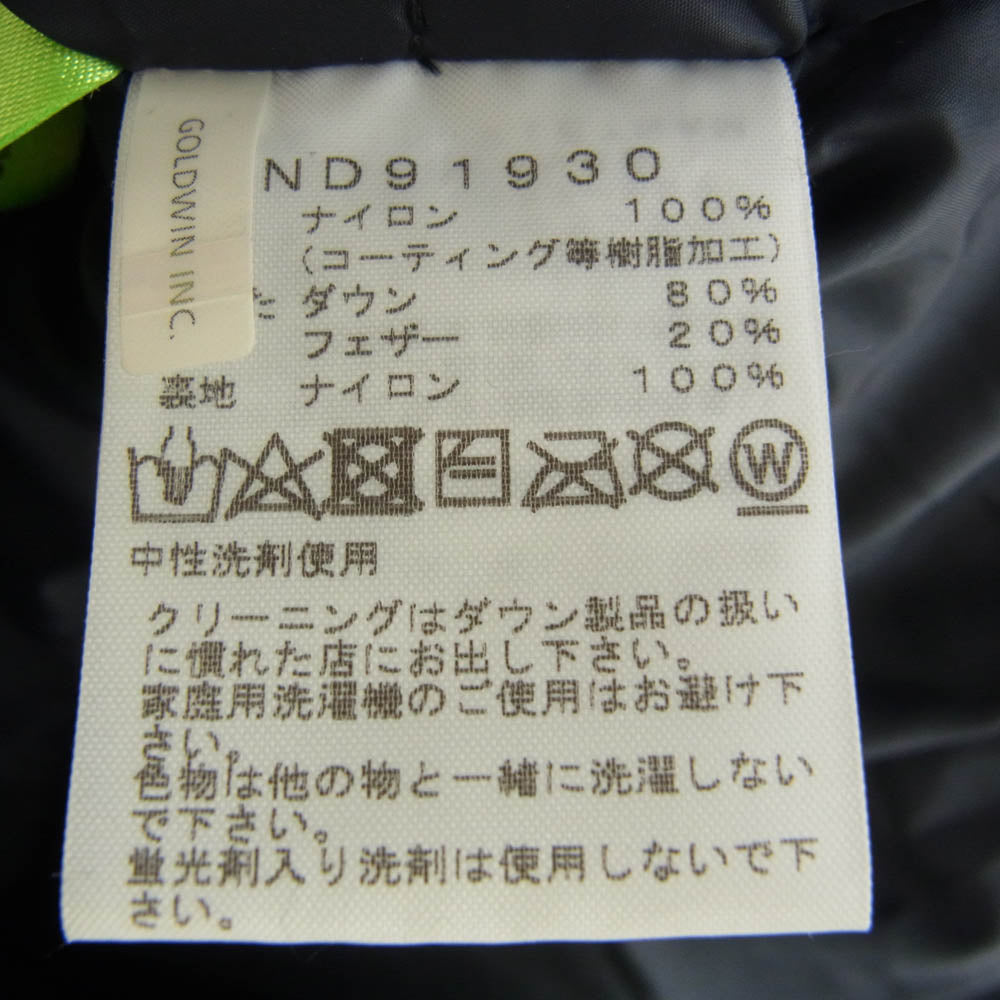 GOLDWIN INC.
ND91930
ナイロン 100%
(コーティング等樹脂加工)
た ダウン 80%
フェザー 20%
裏地 ナイロン 100%
W
中性洗剤使用
クリーニングはダウン製品の扱い
に慣れた店にお出し下さい。
家庭用洗濯機のご使用はお避け下
さい。
色物は他の物と一緒に洗濯しない
で下さい。
蛍光剤入り洗剤は使用しないで下
さい。